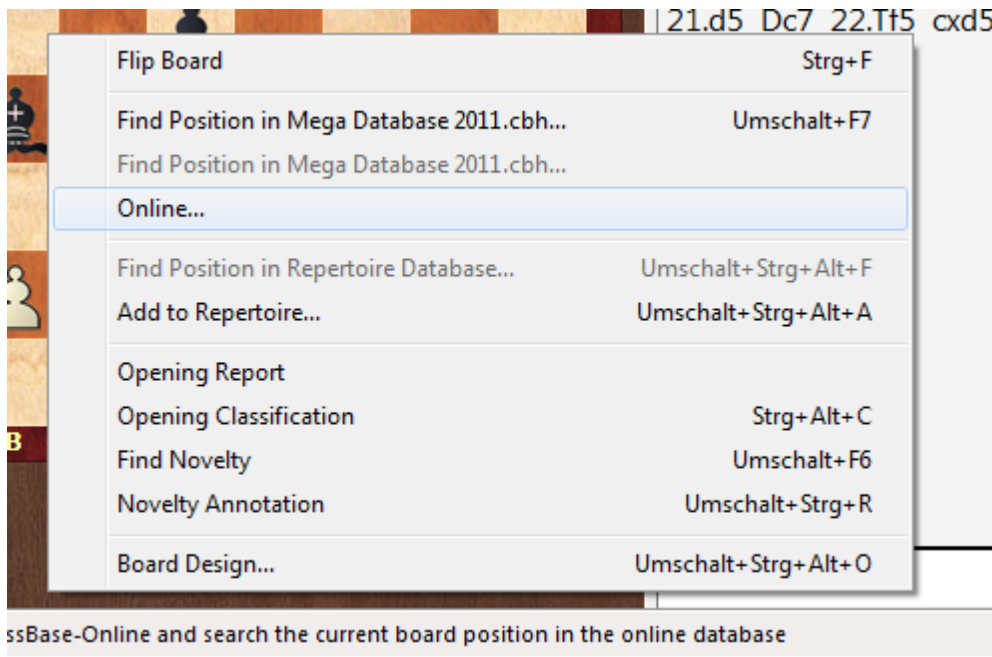 21.d5 Dc7 22.Tf5 cxd5
Flip Board Strg+F
Find Position in Mega Database 2011.cbh... Umschalt+F7
Find Position in Mega Database 2011.cbh...
Online...
Find Position in Repertoire Database... Umschalt+Strg+Alt+F
Add to Repertoire... Umschalt+Strg+Alt+A
Opening Report
Opening Classification Strg+Alt+C
B
Find Novelty Umschalt+F6
Novelty Annotation Umschalt+Strg+R
Board Design... Umschalt+Strg+Alt+O
ssBase-Online and search the current board position in the online database